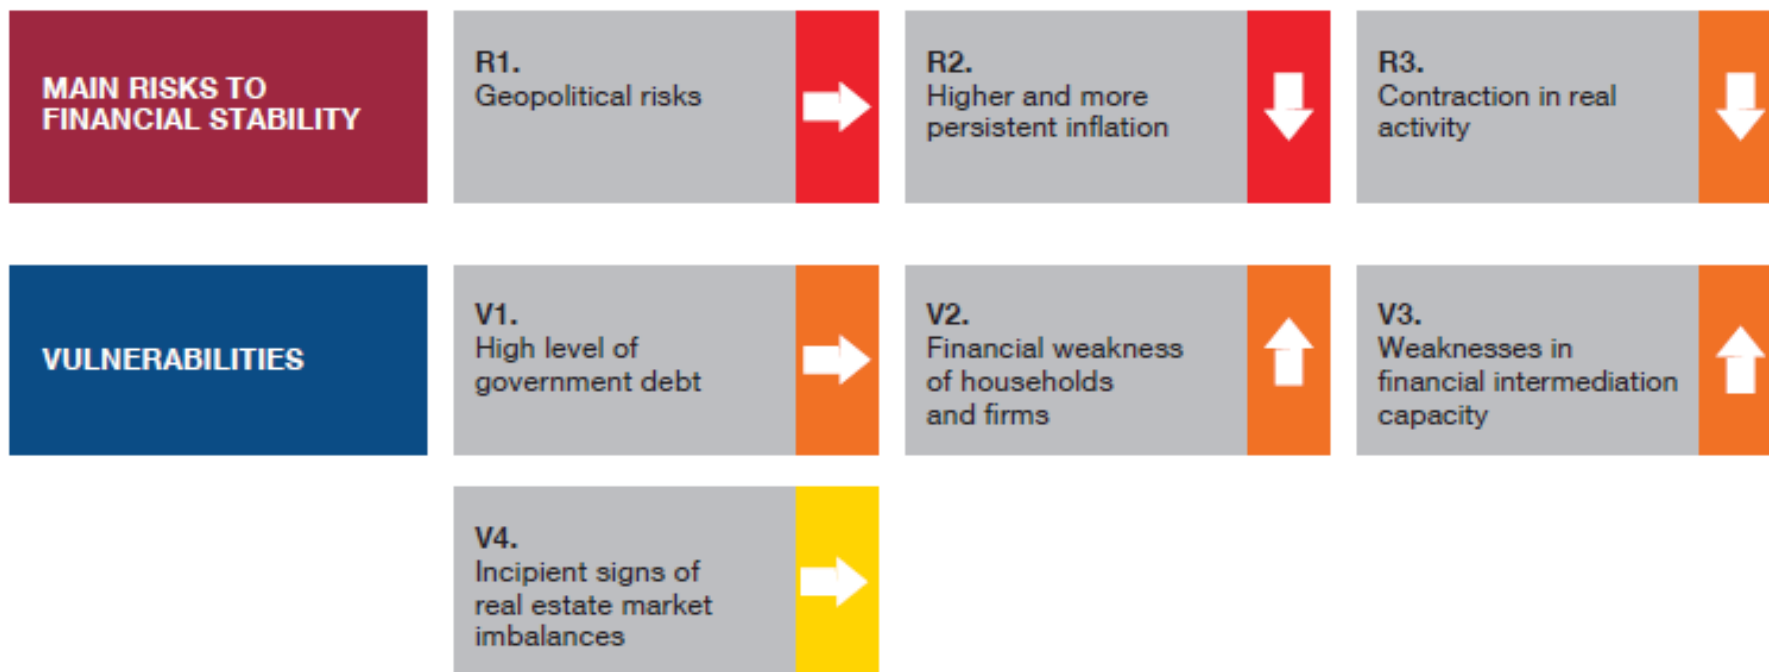 MAIN RISKS TO
FINANCIAL STABILITY
R1.
Geopolitical risks
R2.
Higher and more
persistent inflation
R3.
Contraction in real
activity
VULNERABILITIES
V1.
High level of
government debt
V2.
Financial weakness
of households
and firms
V3.
Weaknesses in
financial intermediation
capacity
V4.
Incipient signs of
real estate market
imbalances